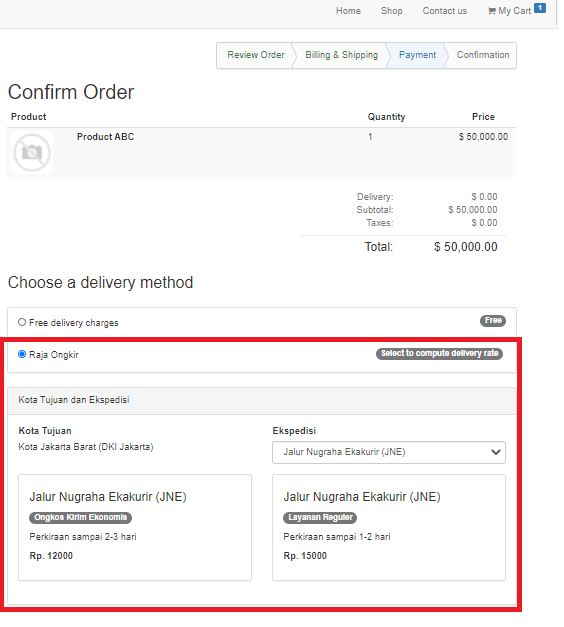 Home Shop Contact us My Cart 1
Review Order Billing & Shipping Payment Confirmation
Confirm Order
Product Quantity Price
Product ABC 1 $ 50,000.00
Delivery: $ 0.00
Subtotal: $ 50,000.00
Taxes: $ 0.00
Total: $ 50,000.00
Choose a delivery method
Free delivery charges Free
Raja Ongkir Select to compute delivery rate
Kota Tujuan dan Ekspedisi
Kota Tujuan
Kota Jakarta Barat (DKI Jakarta)
Ekspedisi
Jalur Nugraha Ekakurir (JNE)
Jalur Nugraha Ekakurir (JNE)
Ongkos Kirim Ekonomis
Perkiraan sampai 2-3 hari
Rp. 12000
Jalur Nugraha Ekakurir (JNE)
Layanan Reguler
Perkiraan sampai 1-2 hari
Rp. 15000